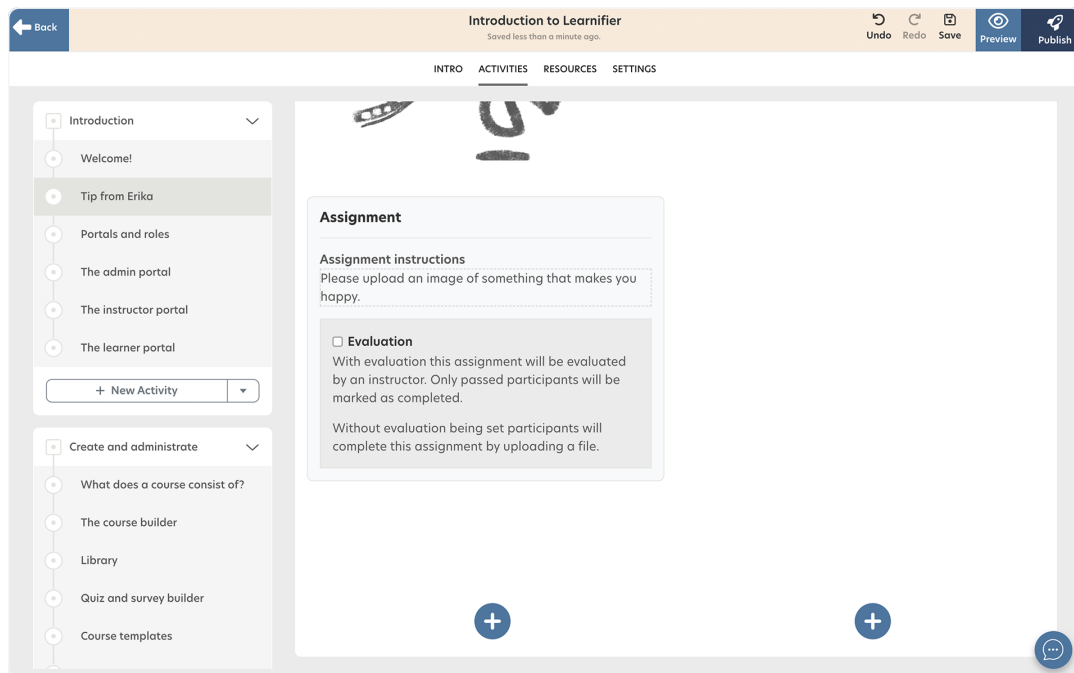 Back
Introduction to Learnifier
Saved less than a minute ago.
Undo
Redo
Save
Preview
Publish
INTRO
ACTIVITIES
RESOURCES
SETTINGS
Introduction
Welcome!
Tip from Erika
Portals and roles
The admin portal
The instructor portal
The learner portal
+ New Activity
Create and administrate
What does a course consist of?
The course builder
Library
Quiz and survey builder
Course templates
Assignment
Assignment instructions
Please upload an image of something that makes you
happy.
Evaluation
With evaluation this assignment will be evaluated
by an instructor. Only passed participants will be
marked as completed.
Without evaluation being set participants will
complete this assignment by uploading a file.